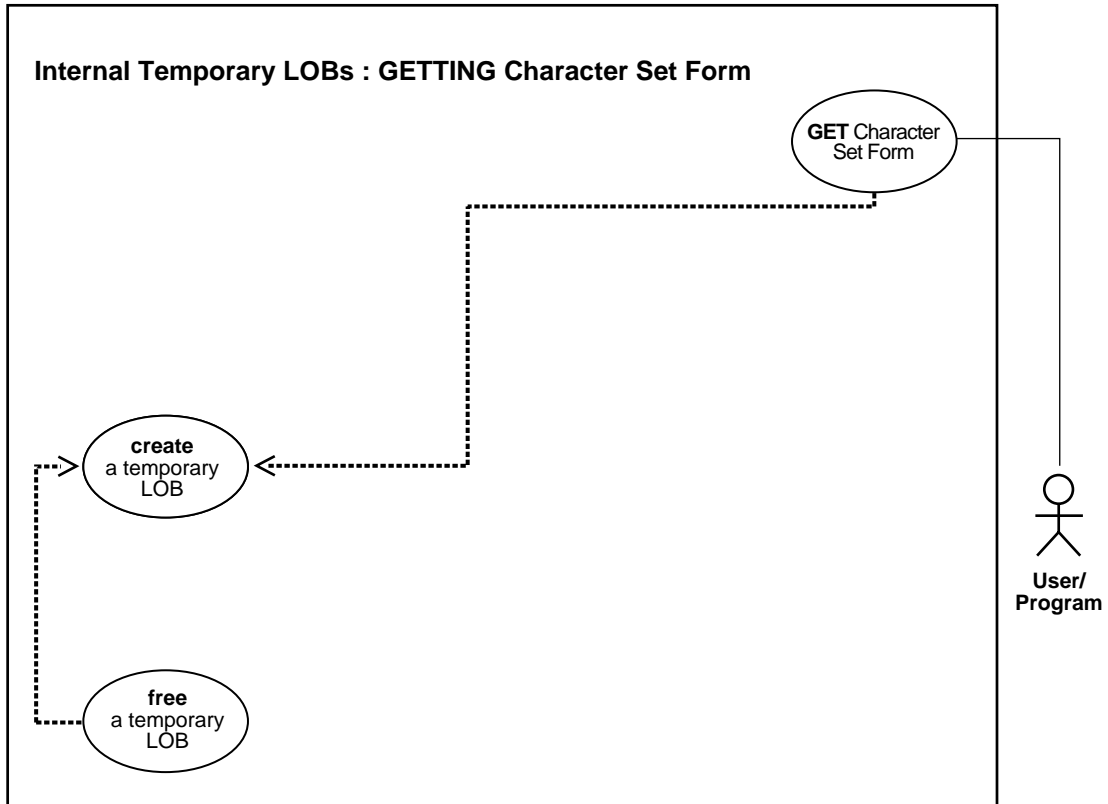 Internal Temporary LOBs : GETTING Character Set Form
GET Character
Set Form
create
a temporary
LOB
User/
Program
free
a temporary
LOB